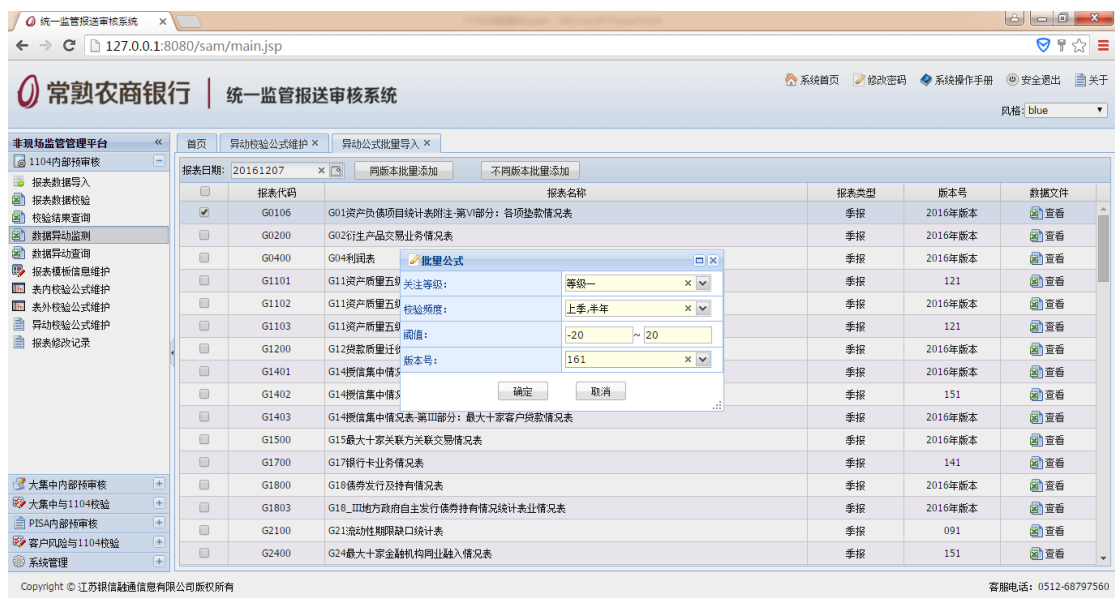 统一监管报送审核系统
127.0.0.1:8080/sam/main.jsp
常熟农商银行 统一监管报送审核系统
系统首页 修改密码 系统操作手册 安全退出 关于
风格: blue
非现场监管管理平台
首页 异动校验公式维护 异动公式批量导入
1104内部预审核
报表数据导入
报表数据校验
校验结果查询
数据异动监测
数据异动查询
报表模板信息维护
表内校验公式维护
表外校验公式维护
异动校验公式维护
报表修改记录
大集中内部预审核
大集中与1104校验
PISA内部预审核
客户风险与1104校验
系统管理
报表日期: 20161207 同版本批量添加 不同版本批量添加
报表代码 报表名称 报表类型 版本号 数据文件
G0106 G01资产负债项目统计表附注-第VI部分: 各项垫款情况表 季报 2016年版本 查看
G0200 G02衍生产品交易业务情况表 季报 2016年版本 查看
G0400 G04利润表 季报 2016年版本 查看
G1101 G11资产质量五级 季报 121 查看
G1102 G11资产质量五级 季报 2016年版本 查看
G1103 G11资产质量五级 季报 121 查看
G1200 G12贷款质量迁徙 季报 2016年版本 查看
G1401 G14授信集中情况 季报 2016年版本 查看
G1402 G14授信集中情况 季报 151 查看
G1403 G14授信集中情况表-第III部分: 最大十家客户贷款情况表 季报 2016年版本 查看
G1500 G15最大十家关联方关联交易情况表 季报 2016年版本 查看
G1700 G17银行卡业务情况表 季报 141 查看
G1800 G18债券发行及持有情况表 季报 2016年版本 查看
G1803 G18_III地方政府自主发行债券持有情况统计表业情况表 季报 2016年版本 查看
G2100 G21流动性期限缺口统计表 季报 091 查看
G2400 G24最大十家金融机构同业融入情况表 季报 151 查看
批量公式
关注等级: 等级一
校验频度: 上季,半年
阈值: -20 ~ 20
版本号: 161
确定 取消
Copyright © 江苏银信融通信息有限公司版权所有
客服电话: 0512-68797560